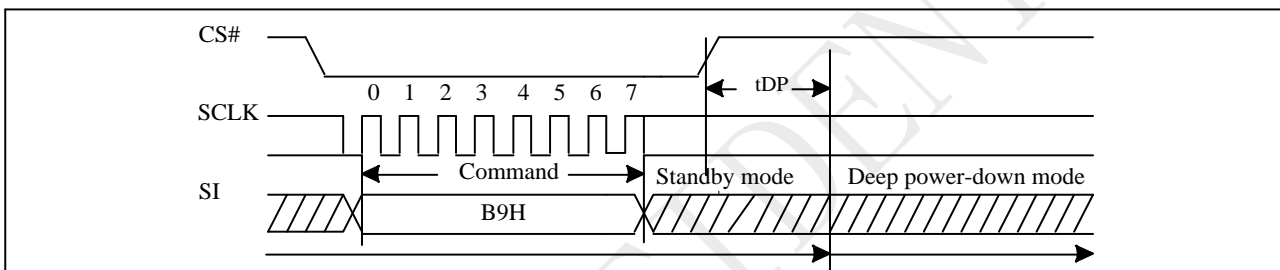 CS#
tDP
0 1 2 3 4 5 6 7
SCLK
Command
Standby mode
Deep power-down mode
SI
B9H